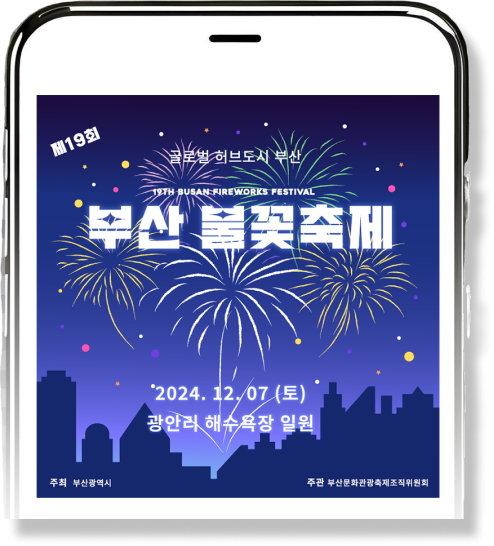 제19회
글로벌 허브도시 부산
19TH BUSAN FIREWORKS FESTIVAL
부산 불꽃축제
2024. 12. 07 (토)
광안리 해수욕장 일원
주최 부산광역시
주관 부산문화관광축제조직위원회